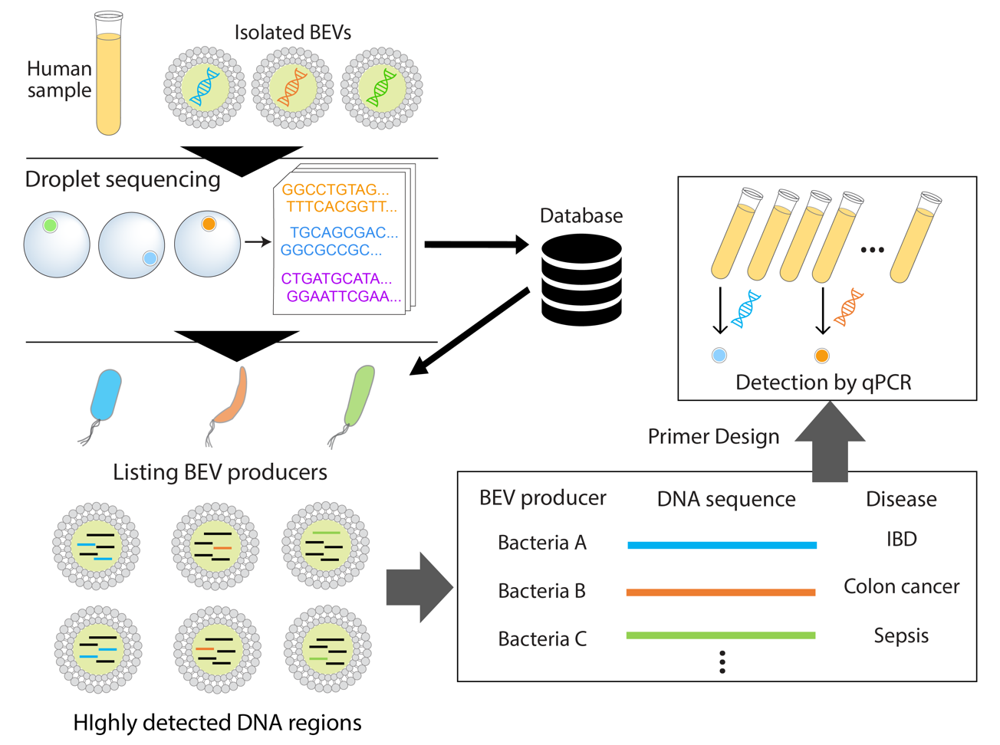 Isolated BEVs
Human
sample
Droplet sequencing
GGCCTGTAG...
TTTCACGGTT...
TGCAGCGAC...
GGCGCCGC...
CTGATGCATA...
GGAATTCGAA...
Database
Listing BEV producers
HIghly detected DNA regions
BEV producer DNA sequence Disease
Bacteria A IBD
Bacteria B Colon cancer
Bacteria C Sepsis
Primer Design
Detection by qPCR